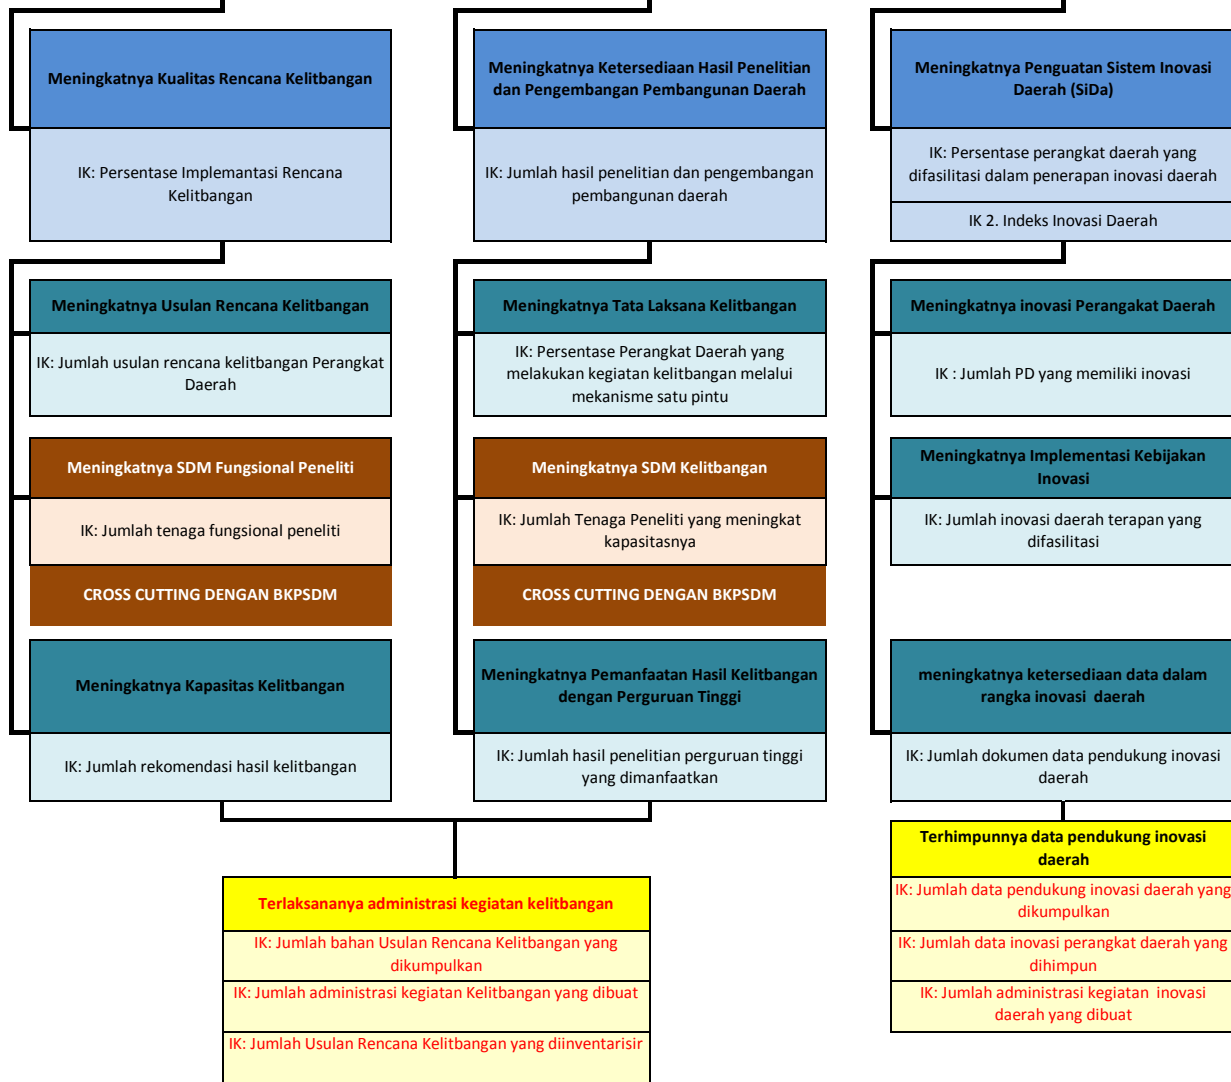 Meningkatnya Kualitas Rencana Kelitbangan
IK: Persentase Implemantasi Rencana
Kelitbangan
Meningkatnya Usulan Rencana Kelitbangan
IK: Jumlah usulan rencana kelitbangan Perangkat
Daerah
Meningkatnya SDM Fungsional Peneliti
IK: Jumlah tenaga fungsional peneliti
CROSS CUTTING DENGAN BKPSDM
Meningkatnya Kapasitas Kelitbangan
IK: Jumlah rekomendasi hasil kelitbangan
Meningkatnya Ketersediaan Hasil Penelitian
dan Pengembangan Pembangunan Daerah
IK: Jumlah hasil penelitian dan pengembangan
pembangunan daerah
Meningkatnya Tata Laksana Kelitbangan
IK: Persentase Perangkat Daerah yang
melakukan kegiatan kelitbangan melalui
mekanisme satu pintu
Meningkatnya SDM Kelitbangan
IK: Jumlah Tenaga Peneliti yang meningkat
kapasitasnya
CROSS CUTTING DENGAN BKPSDM
Meningkatnya Pemanfaatan Hasil Kelitbangan
dengan Perguruan Tinggi
IK: Jumlah hasil penelitian perguruan tinggi
yang dimanfaatkan
Terlaksananya administrasi kegiatan kelitbangan
IK: Jumlah bahan Usulan Rencana Kelitbangan yang
dikumpulkan
IK: Jumlah administrasi kegiatan Kelitbangan yang dibuat
IK: Jumlah Usulan Rencana Kelitbangan yang diinventarisir
Meningkatnya Penguatan Sistem Inovasi
Daerah (SiDa)
IK: Persentase perangkat daerah yang
difasilitasi dalam penerapan inovasi daerah
IK 2. Indeks Inovasi Daerah
Meningkatnya inovasi Perangakat Daerah
IK : Jumlah PD yang memiliki inovasi
Meningkatnya Implementasi Kebijakan
Inovasi
IK: Jumlah inovasi daerah terapan yang
difasilitasi
meningkatnya ketersediaan data dalam
rangka inovasi daerah
IK: Jumlah dokumen data pendukung inovasi
daerah
Terhimpunnya data pendukung inovasi
daerah
IK: Jumlah data pendukung inovasi daerah yang
dikumpulkan
IK: Jumlah data inovasi perangkat daerah yang
dihimpun
IK: Jumlah administrasi kegiatan inovasi
daerah yang dibuat